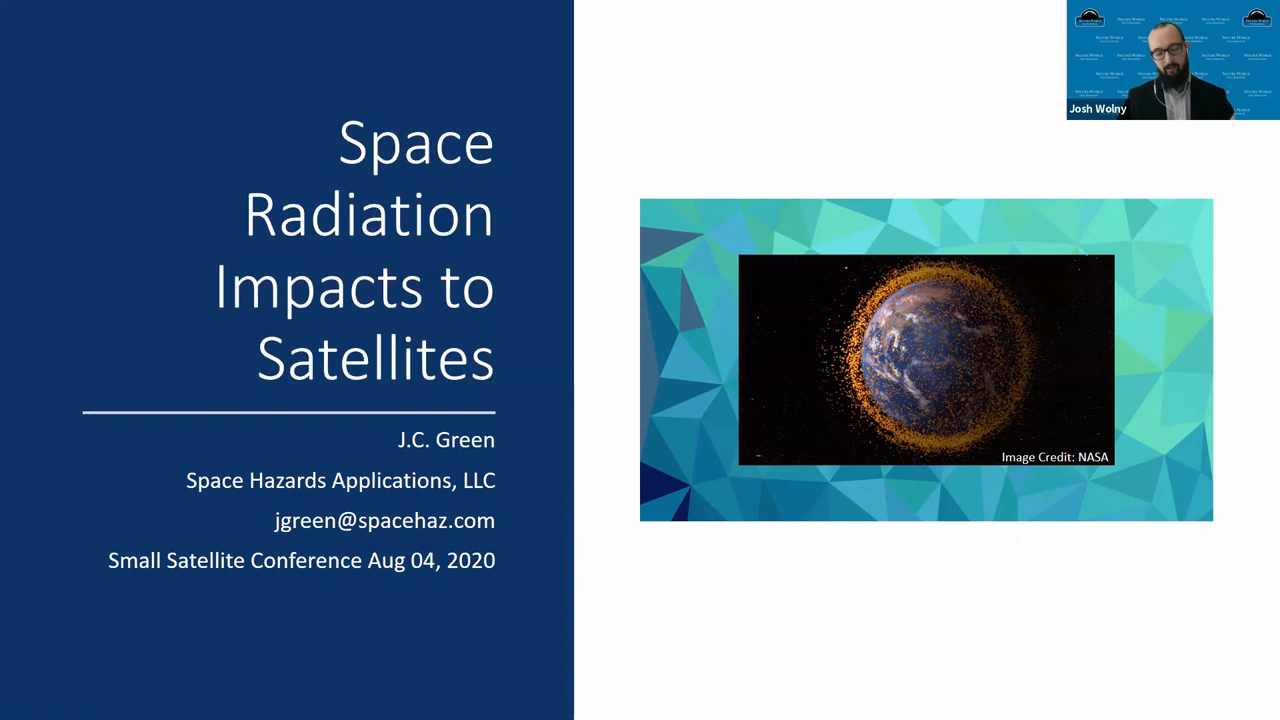 Space
Radiation
Impacts to
Satellites
J.C. Green
Space Hazards Applications, LLC
jgreen@spacehaz.com
Small Satellite Conference Aug 04, 2020
Image Credit: NASA
Josh Wolny